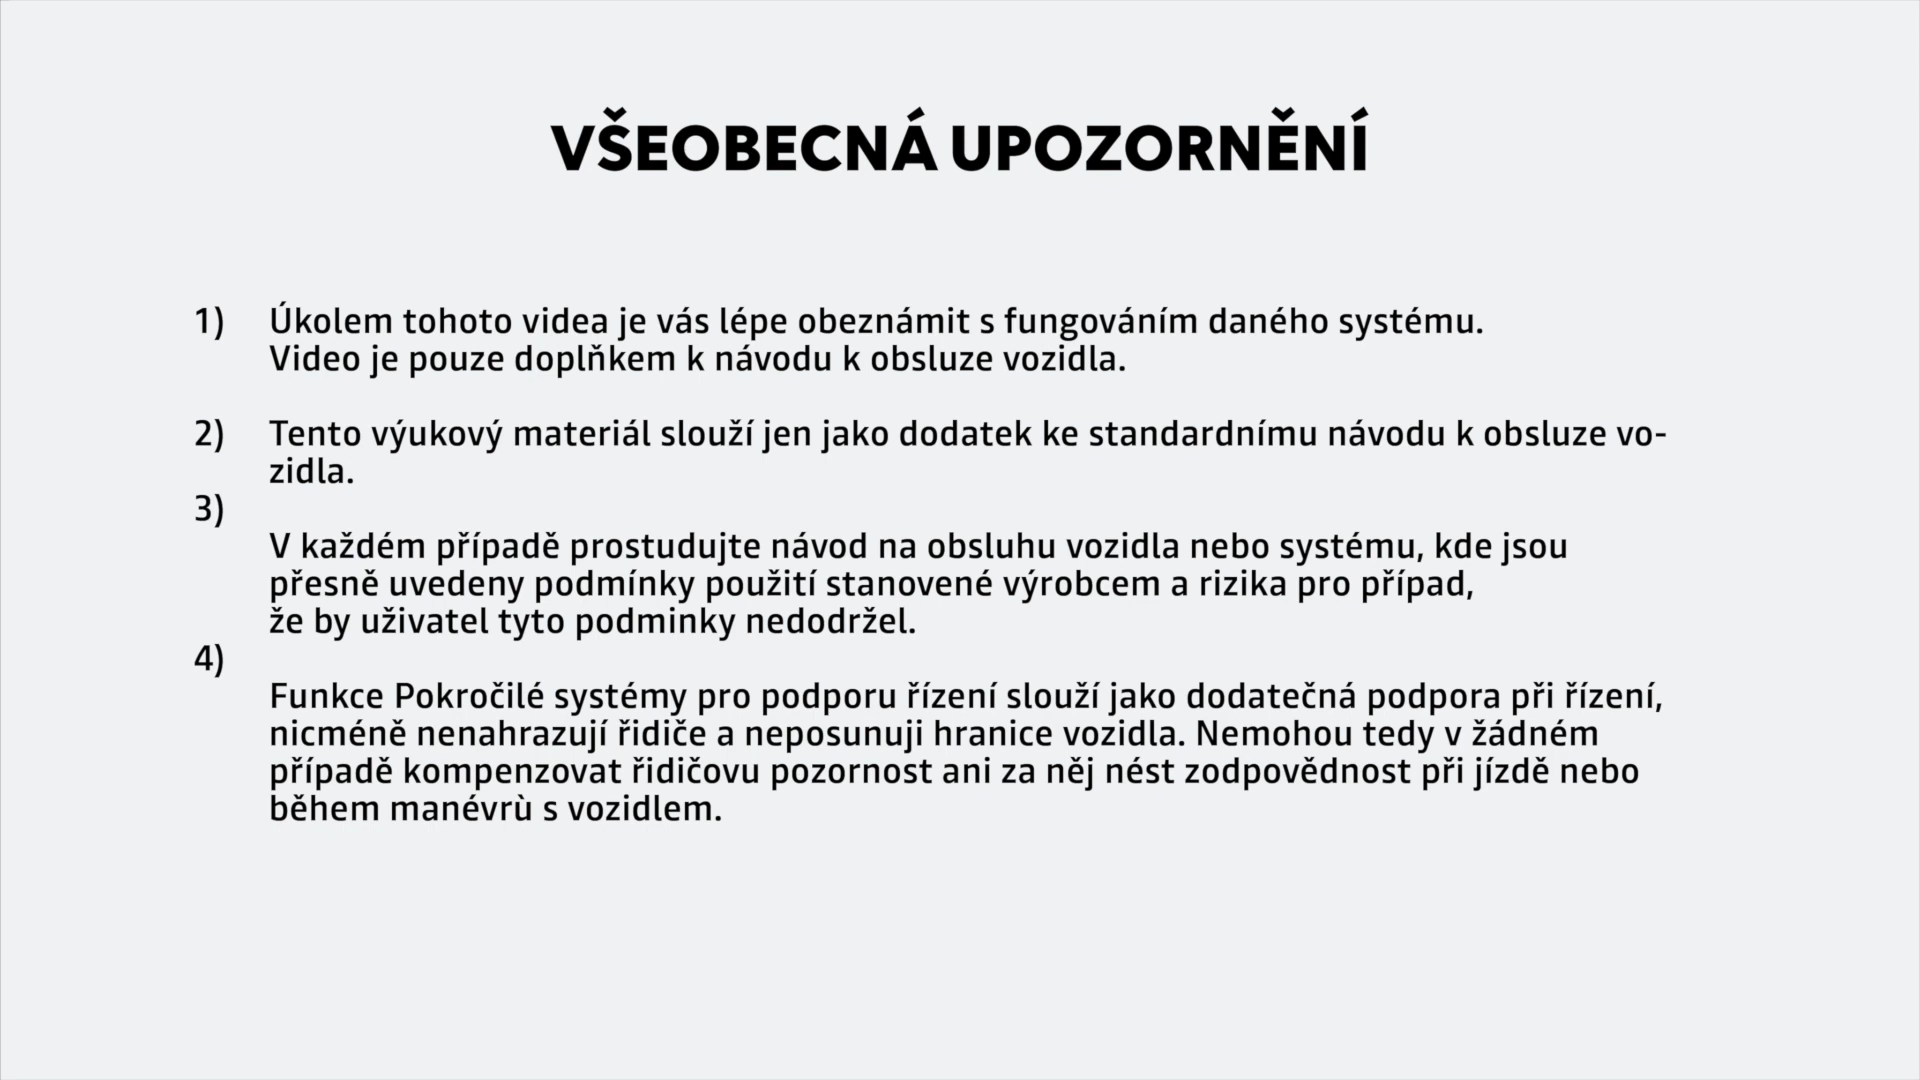 VŠEOBECNÁ UPOZORNĚNÍ
1) Úkolem tohoto videa je vás lépe obeznámit s fungováním daného systému.
Video je pouze doplňkem k návodu k obsluze vozidla.
2) Tento výukový materiál slouží jen jako dodatek ke standardnímu návodu k obsluze vo-
zidla.
3)
V každém případě prostudujte návod na obsluhu vozidla nebo systému, kde jsou
přesně uvedeny podmínky použití stanovené výrobcem a rizika pro případ,
že by uživatel tyto podminky nedodržel.
4)
Funkce Pokročilé systémy pro podporu řízení slouží jako dodatečná podpora při řízení,
nicméně nenahrazují řidiče a neposunuji hranice vozidla. Nemohou tedy v žádném
případě kompenzovat řidičovu pozornost ani za něj nést zodpovědnost při jízdě nebo
během manévrù s vozidlem.